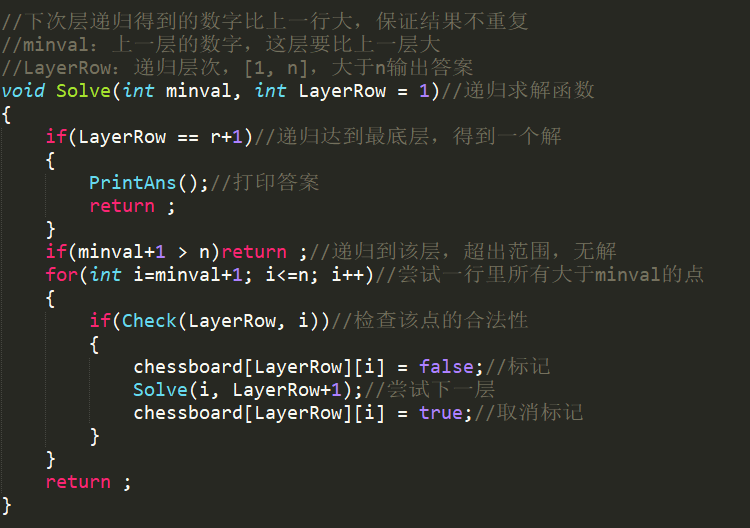 //下次层递归得到的数字比上一行大，保证结果不重复
//minval：上一层的数字，这层要比上一层大
//LayerRow：递归层次，[1, n]，大于n输出答案
void Solve(int minval, int LayerRow = 1)//递归求解函数
{
    if(LayerRow == r+1)//递归达到最底层，得到一个解
    {
        PrintAns();//打印答案
        return ;
    }
    if(minval+1 > n)return ;//递归到该层，超出范围，无解
    for(int i=minval+1; i<=n; i++)//尝试一行里所有大于minval的点
    {
        if(Check(LayerRow, i))//检查该点的合法性
        {
            chessboard[LayerRow][i] = false;//标记
            Solve(i, LayerRow+1);//尝试下一层
            chessboard[LayerRow][i] = true;//取消标记
        }
    }
    return ;
}